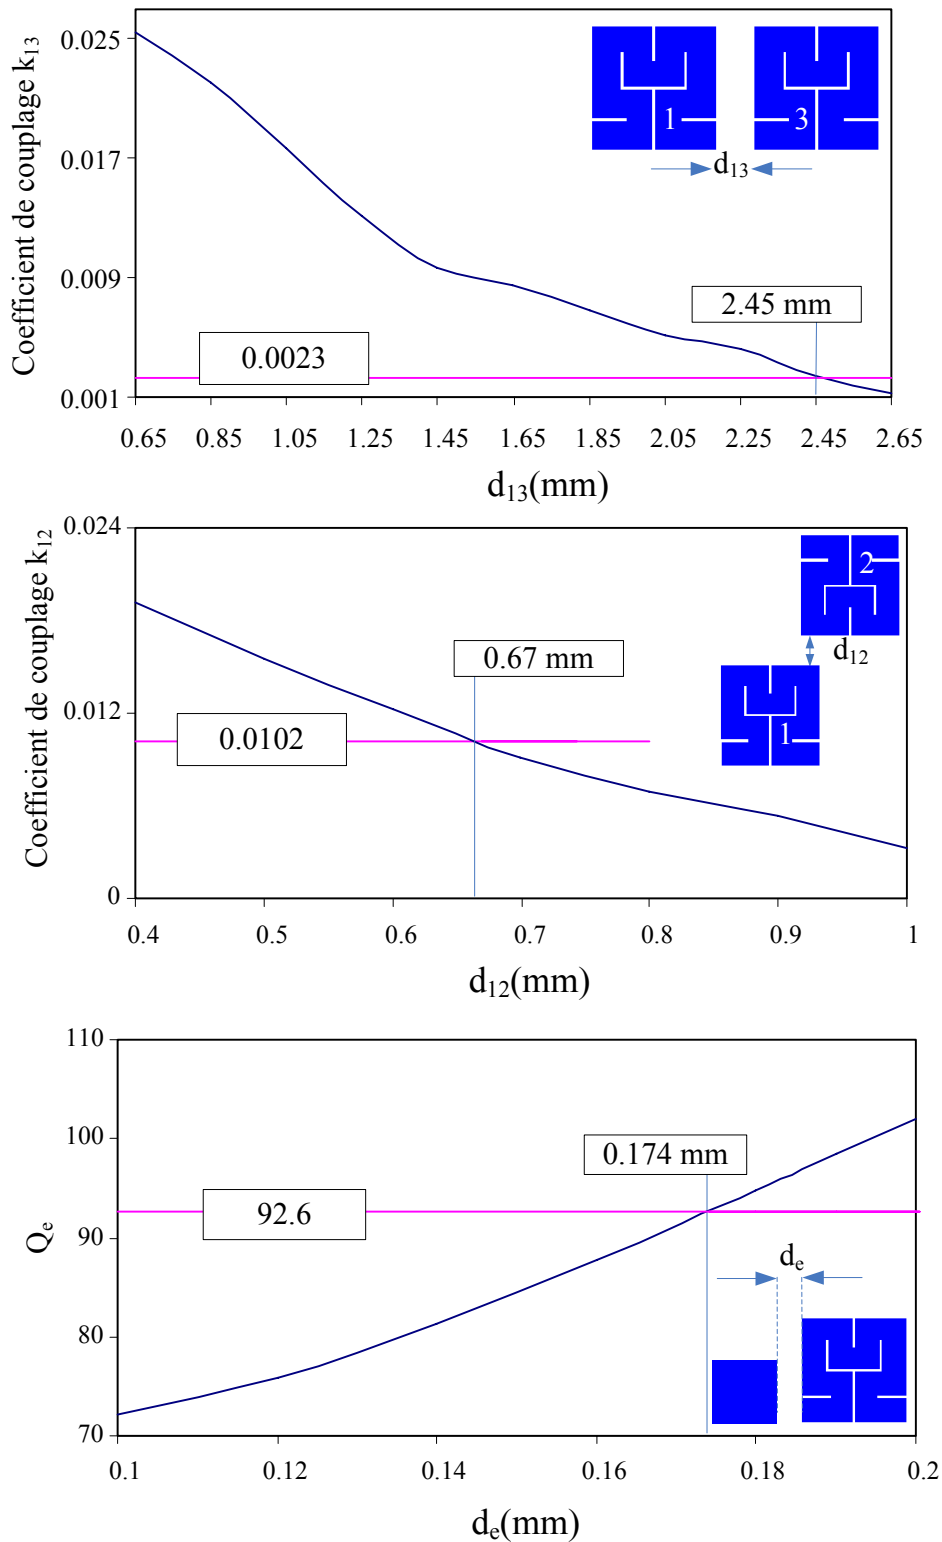 Coefficient de couplage k₁₃
0.025
0.017
0.009
0.001
1
3
d₁₃
2.45 mm
0.0023
0.65 0.85 1.05 1.25 1.45 1.65 1.85 2.05 2.25 2.45 2.65
d₁₃(mm)
Coefficient de couplage k₁₂
0.024
0.012
0
2
d₁₂
1
0.67 mm
0.0102
0.4 0.5 0.6 0.7 0.8 0.9 1
d₁₂(mm)
Qₑ
110
100
90
80
70
0.174 mm
92.6
dₑ
0.1 0.12 0.14 0.16 0.18 0.2
dₑ(mm)